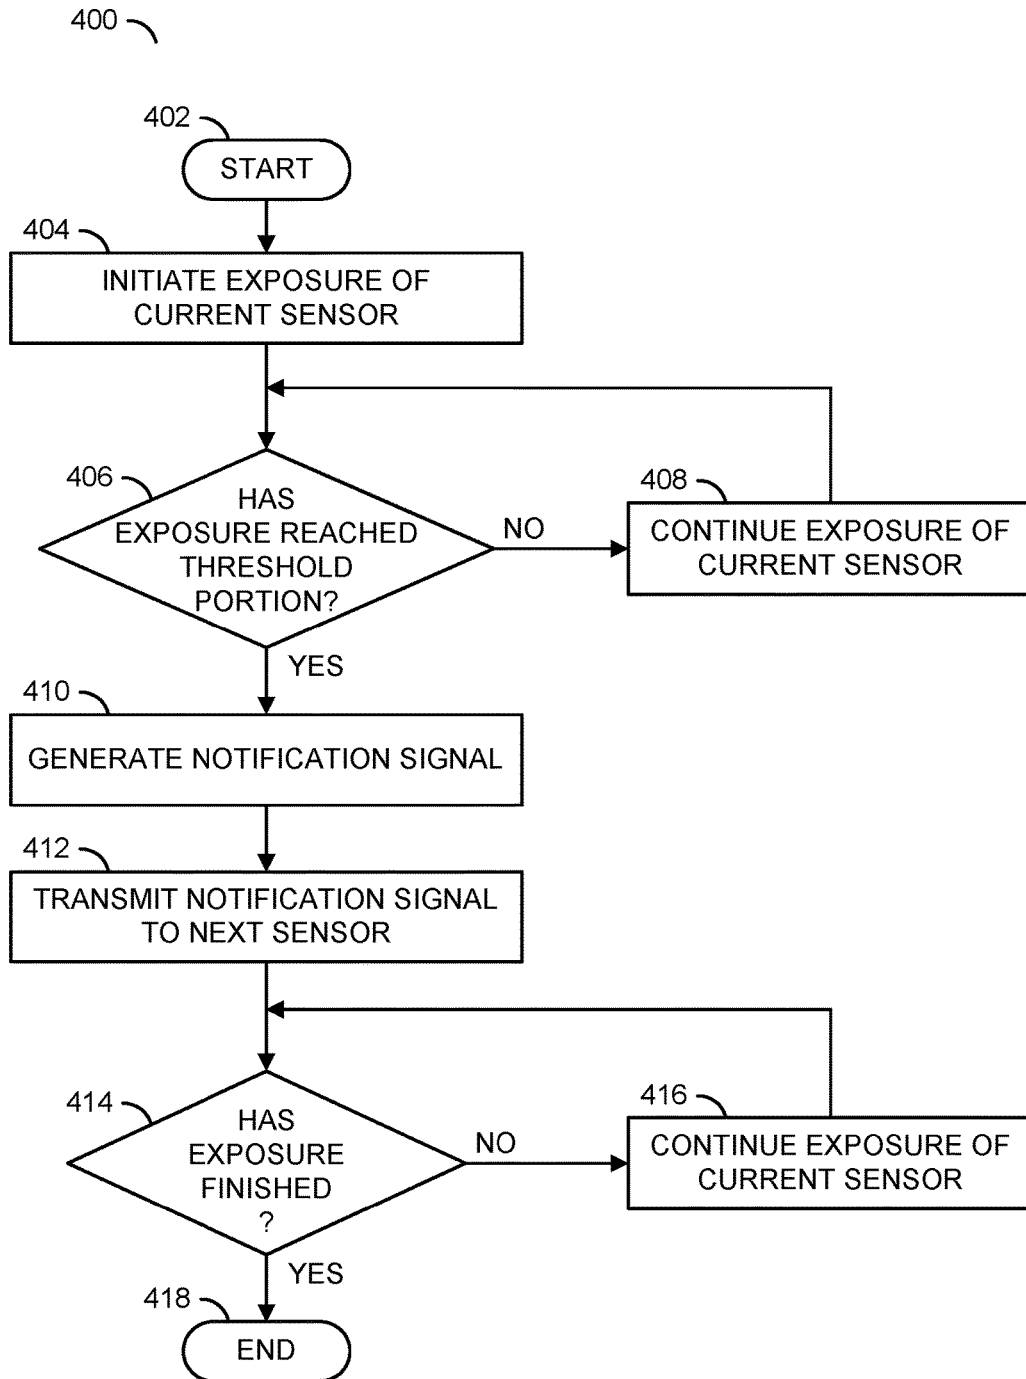 400
402
START
404
INITIATE EXPOSURE OF
CURRENT SENSOR
406
HAS
EXPOSURE REACHED
THRESHOLD
PORTION?
NO
408
CONTINUE EXPOSURE OF
CURRENT SENSOR
YES
410
GENERATE NOTIFICATION SIGNAL
412
TRANSMIT NOTIFICATION SIGNAL
TO NEXT SENSOR
414
HAS
EXPOSURE
FINISHED
?
NO
416
CONTINUE EXPOSURE OF
CURRENT SENSOR
YES
418
END